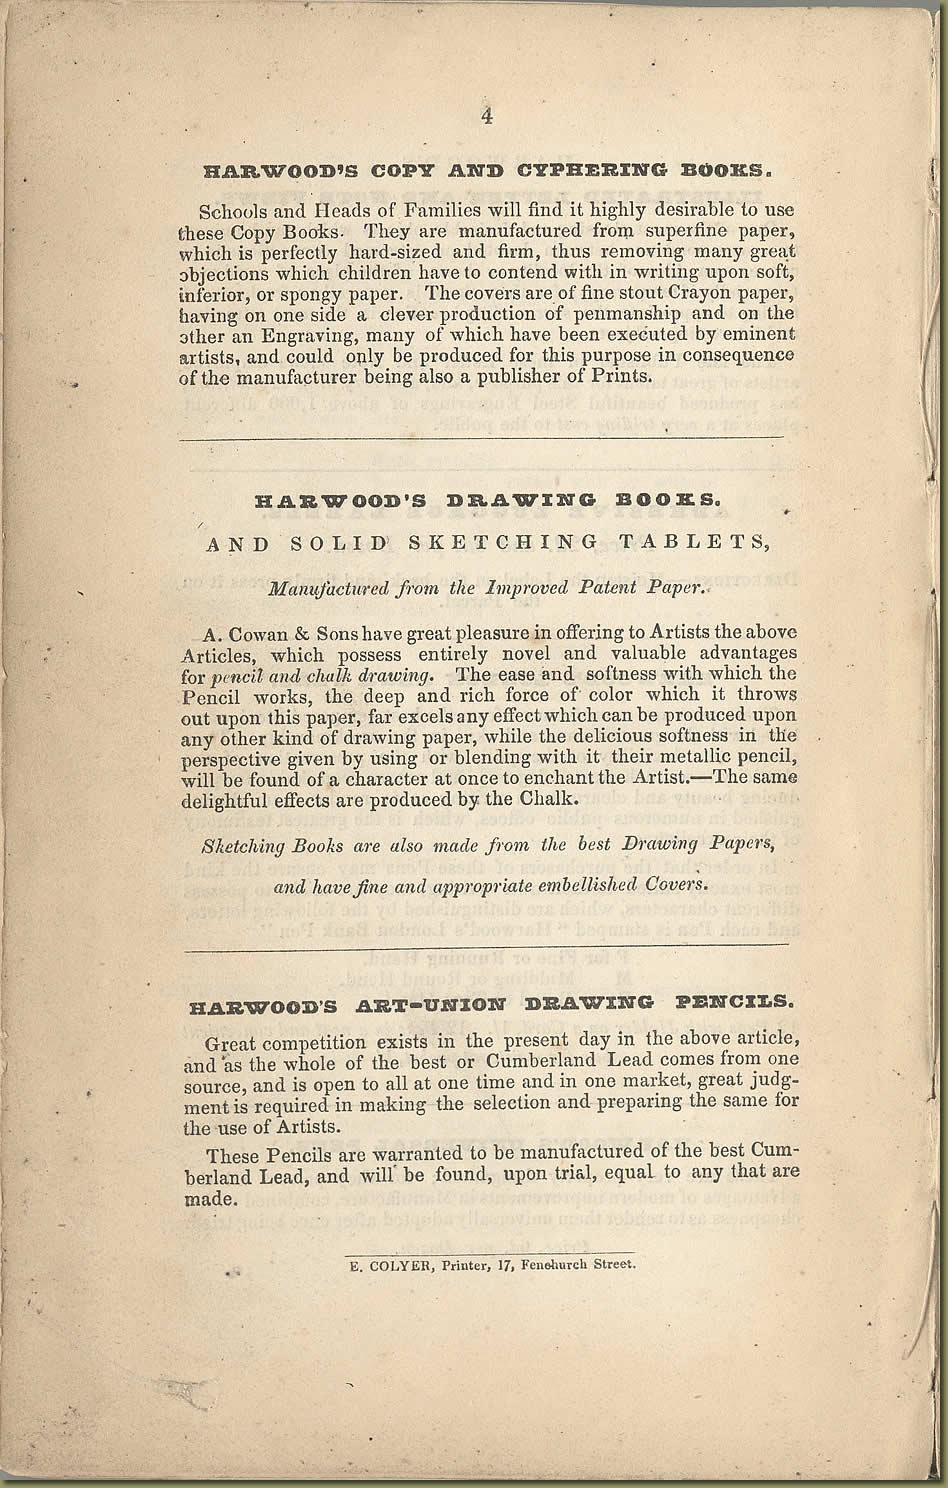 4
HARWOOD'S COPY AND CYPHERING BOOKS.
Schools and Heads of Families will find it highly desirable to use
these Copy Books. They are manufactured from superfine paper,
which is perfectly hard-sized and firm, thus removing many great
objections which children have to contend with in writing upon soft,
inferior, or spongy paper. The covers are of fine stout Crayon paper,
having on one side a clever production of penmanship and on the
other an Engraving, many of which have been executed by eminent
artists, and could only be produced for this purpose in consequence
of the manufacturer being also a publisher of Prints.
HARWOOD'S DRAWING BOOKS.
AND SOLID SKETCHING TABLETS,
Manufactured from the Improved Patent Paper.
A. Cowan & Sons have great pleasure in offering to Artists the above
Articles, which possess entirely novel and valuable advantages
for pencil and chalk drawing. The ease and softness with which the
Pencil works, the deep and rich force of color which it throws
out upon this paper, far excels any effect which can be produced upon
any other kind of drawing paper, while the delicious softness in the
perspective given by using or blending with it their metallic pencil,
will be found of a character at once to enchant the Artist.—The same
delightful effects are produced by the Chalk.
Sketching Books are also made from the best Drawing Papers,
and have fine and appropriate embellished Covers.
HARWOOD'S ART-UNION DRAWING PENCILS.
Great competition exists in the present day in the above article,
and as the whole of the best or Cumberland Lead comes from one
source, and is open to all at one time and in one market, great judg-
ment is required in making the selection and preparing the same for
the use of Artists.
These Pencils are warranted to be manufactured of the best Cum-
berland Lead, and will be found, upon trial, equal to any that are
made.
E. COLYER, Printer, 17, Fenchurch Street.